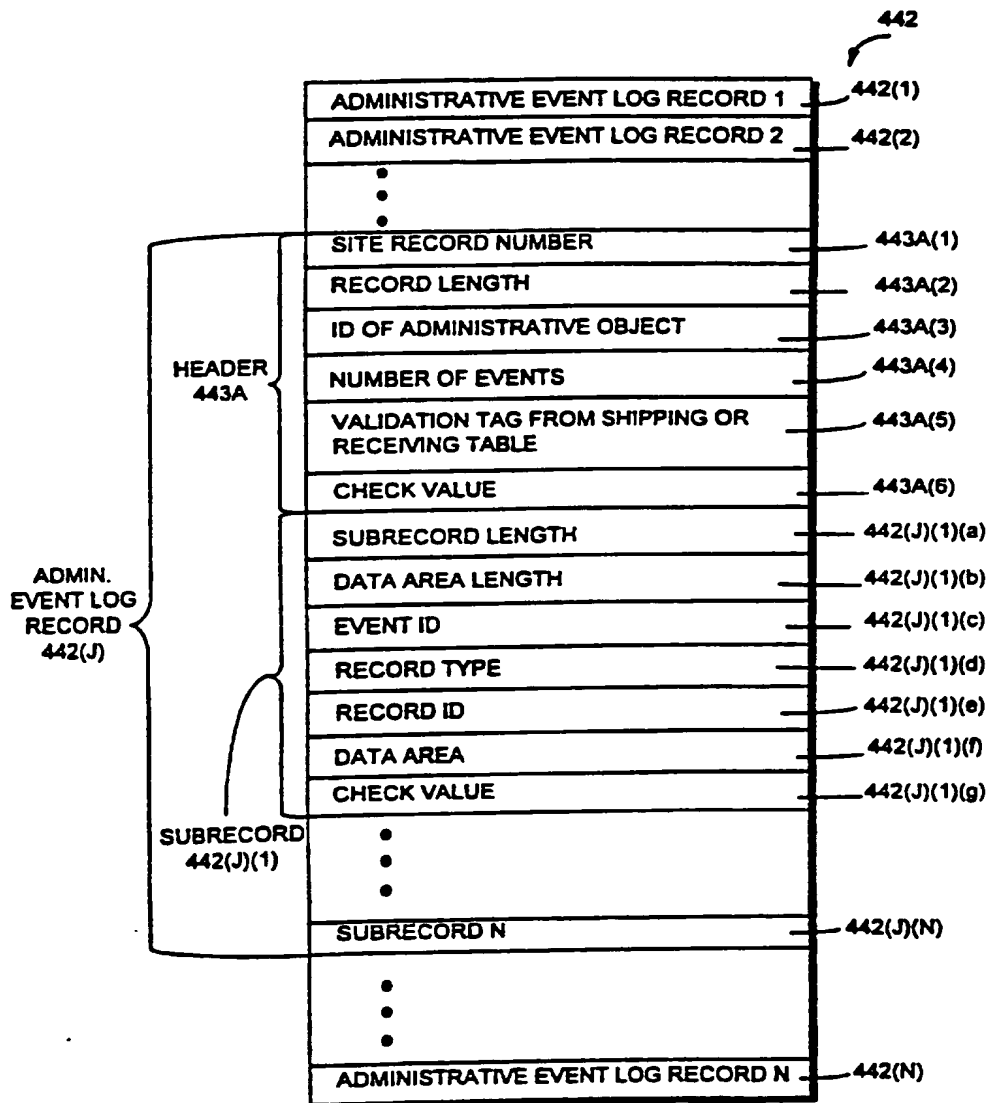 442
ADMINISTRATIVE EVENT LOG RECORD 1
442(1)
ADMINISTRATIVE EVENT LOG RECORD 2
442(2)
SITE RECORD NUMBER
443A(1)
RECORD LENGTH
443A(2)
ID OF ADMINISTRATIVE OBJECT
443A(3)
HEADER
443A
NUMBER OF EVENTS
443A(4)
VALIDATION TAG FROM SHIPPING OR
RECEIVING TABLE
443A(5)
CHECK VALUE
443A(6)
SUBRECORD LENGTH
442(J)(1)(a)
ADMIN.
EVENT LOG
RECORD
442(J)
DATA AREA LENGTH
442(J)(1)(b)
EVENT ID
442(J)(1)(c)
RECORD TYPE
442(J)(1)(d)
RECORD ID
442(J)(1)(e)
DATA AREA
442(J)(1)(f)
CHECK VALUE
442(J)(1)(g)
SUBRECORD
442(J)(1)
SUBRECORD N
442(J)(N)
ADMINISTRATIVE EVENT LOG RECORD N
442(N)